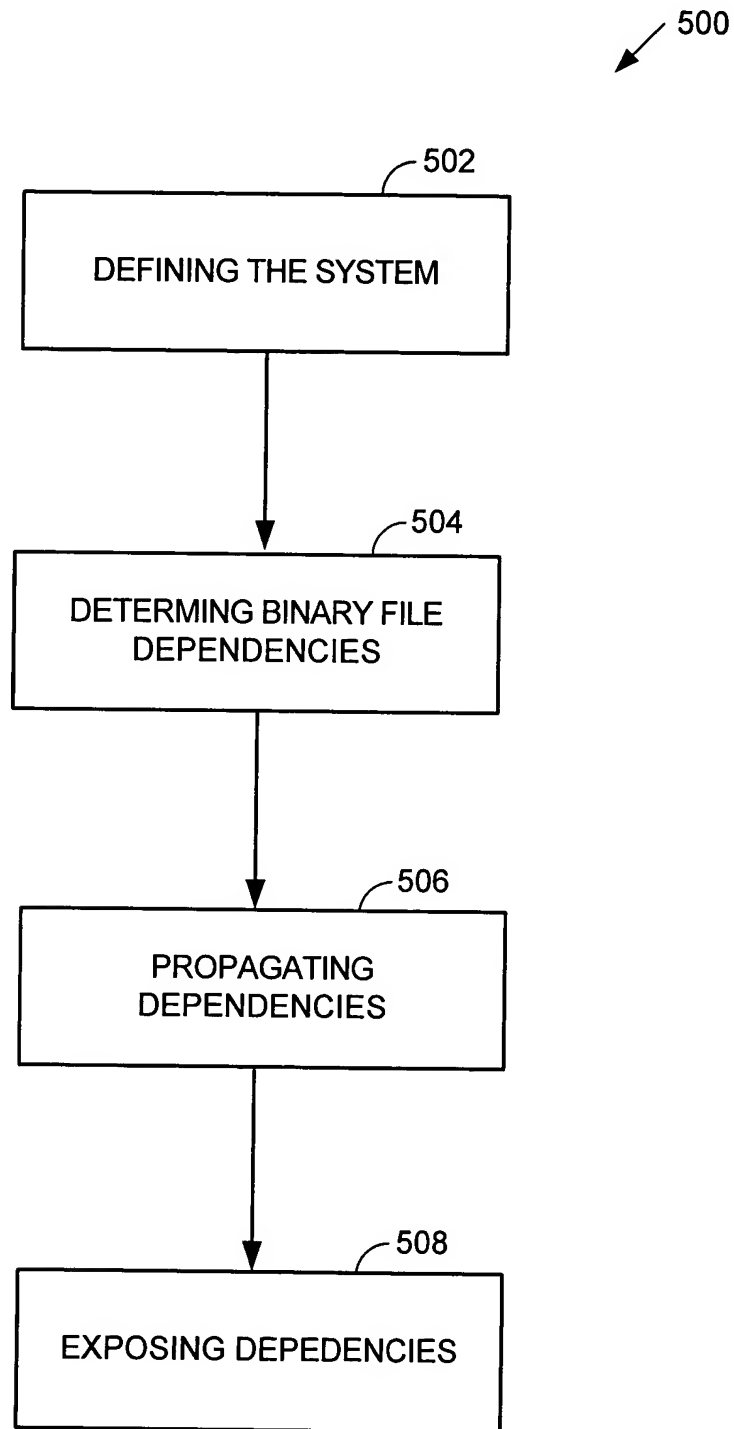 500
502
DEFINING THE SYSTEM
504
DETERMING BINARY FILE
DEPENDENCIES
506
PROPAGATING
DEPENDENCIES
508
EXPOSING DEPEDENCIES